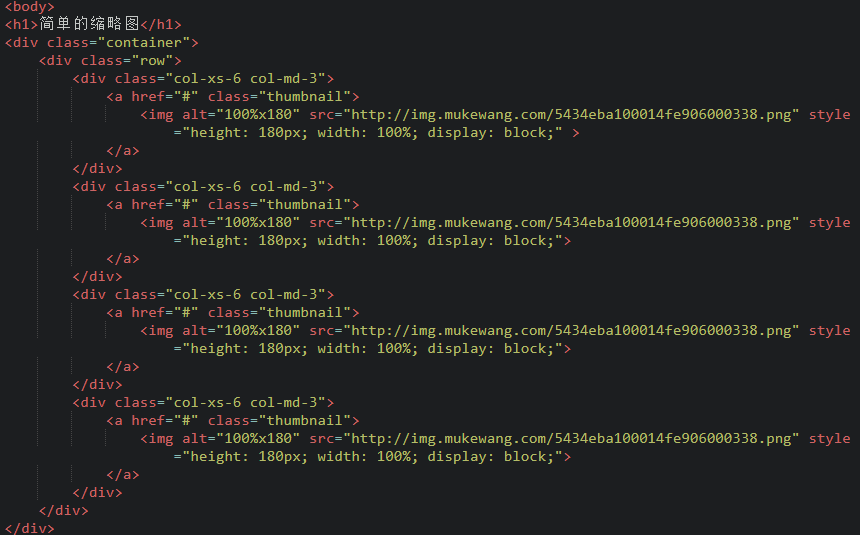 <body>
<h1>简单的缩略图</h1>
<div class="container">
<div class="row">
<div class="col-xs-6 col-md-3">
<a href="#" class="thumbnail">
<img alt="100%x180" src="http://img.mukewang.com/5434eba100014fe906000338.png" style
="height: 180px; width: 100%; display: block;" >
</a>
</div>
<div class="col-xs-6 col-md-3">
<a href="#" class="thumbnail">
<img alt="100%x180" src="http://img.mukewang.com/5434eba100014fe906000338.png" style
="height: 180px; width: 100%; display: block;">
</a>
</div>
<div class="col-xs-6 col-md-3">
<a href="#" class="thumbnail">
<img alt="100%x180" src="http://img.mukewang.com/5434eba100014fe906000338.png" style
="height: 180px; width: 100%; display: block;">
</a>
</div>
<div class="col-xs-6 col-md-3">
<a href="#" class="thumbnail">
<img alt="100%x180" src="http://img.mukewang.com/5434eba100014fe906000338.png" style
="height: 180px; width: 100%; display: block;">
</a>
</div>
</div>
</div>